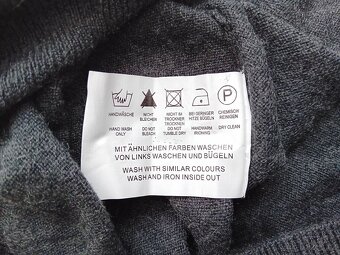 P
HANDWÄSCHE NICHT BLEICHEN NICHT IM TROCKNER TROCKNEN BEI GERINGER HITZE BÜGELN CHEMISCH REINIGEN
HAND WASH ONLY DO NOT BLEACH DO NOT TUMBLE DRY HANDWARM IRONING DRY CLEAN
MIT ÄHNLICHEN FARBEN WASCHEN
VON LINKS WASCHEN UND BÜGELN
WASH WITH SIMILAR COLOURS
WASH AND IRON INSIDE OUT